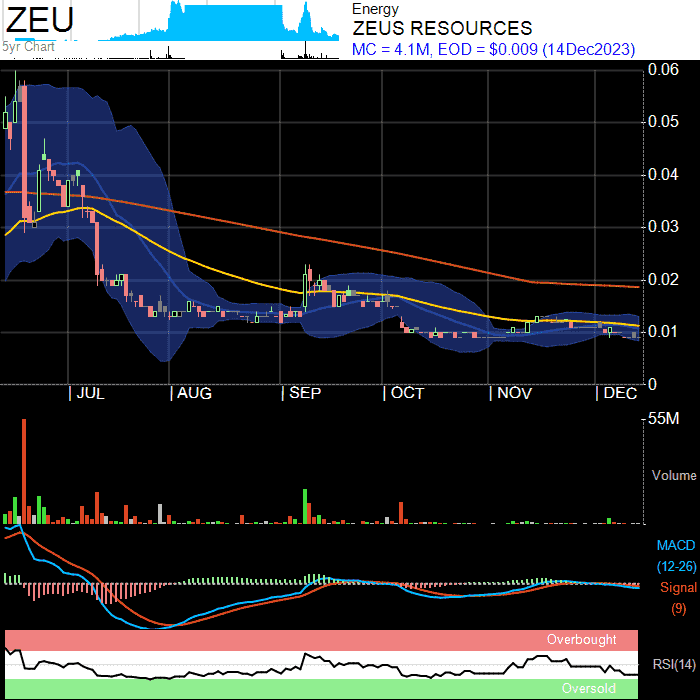 ZEU
5yr Chart
Energy
ZEUS RESOURCES
MC = 4.1M, EOD = $0.009 (14Dec2023)
0.06
0.05
0.04
0.03
0.02
0.01
0
JUL AUG SEP OCT NOV DEC
55M
Volume
MACD
(12-26)
Signal
(9)
Overbought
RSI(14)
Oversold